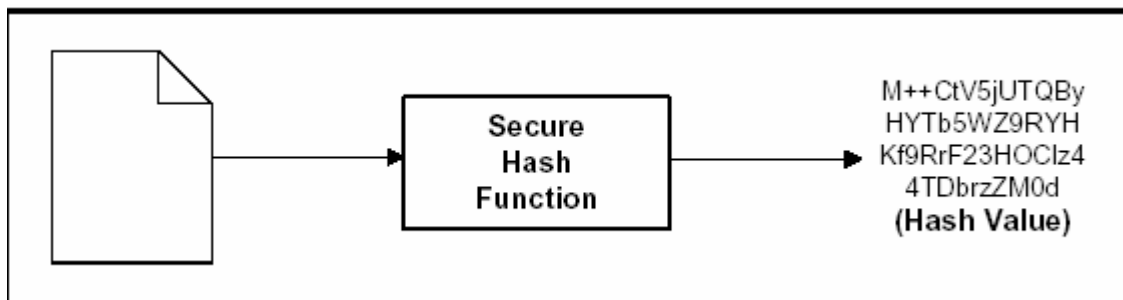 Secure
Hash
Function
M++CtV5jUTQBy
HYTb5WZ9RYH
Kf9RrF23HOClz4
4TDbrzZM0d
(Hash Value)